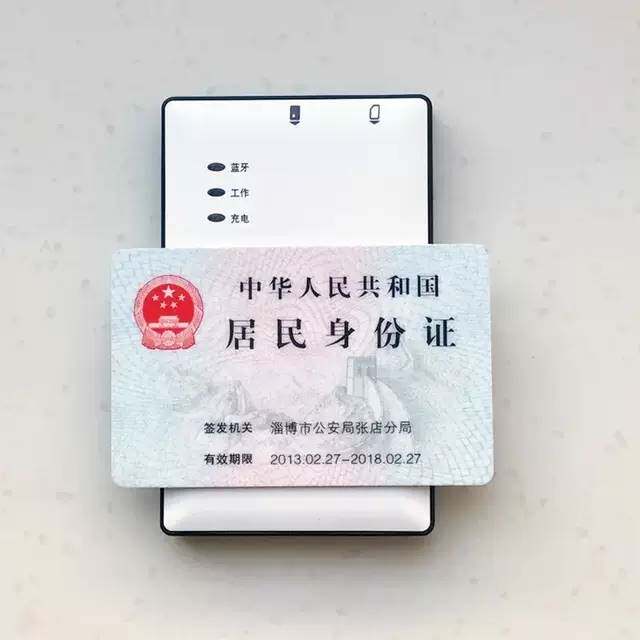 蓝牙
工作
充电
中华人民共和国
居民身份证
签发机关 淄博市公安局张店分局
有效期限 2013.02.27-2018.02.27